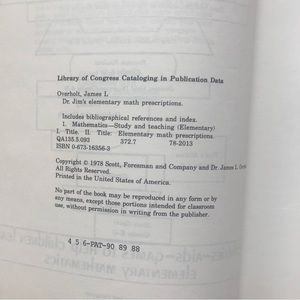 Library of Congress Cataloging in Publication Data
Overholt, James L
Dr. Jim's elementary math prescriptions.
Includes bibliographical references and index.
1. Mathematics—Study and teaching (Elementary)
I. Title. II. Title: Elementary math prescriptions.
QA135.5.093 372.7 78-2013
ISBN 0-673-16356-3
Copyright © 1978 Scott, Foresman and Company and Dr. James L.
All Rights Reserved.
Printed in the United States of America.
No part of the book may be reproduced in any form or by
any means, except those portions intended for classroom
use, without permission in writing from the publisher.
4 5 6-PAT-90 89 88